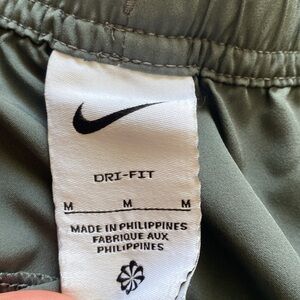 DRI-FIT
M M M
MADE IN PHILIPPINES
FABRIQUE AUX
PHILIPPINES